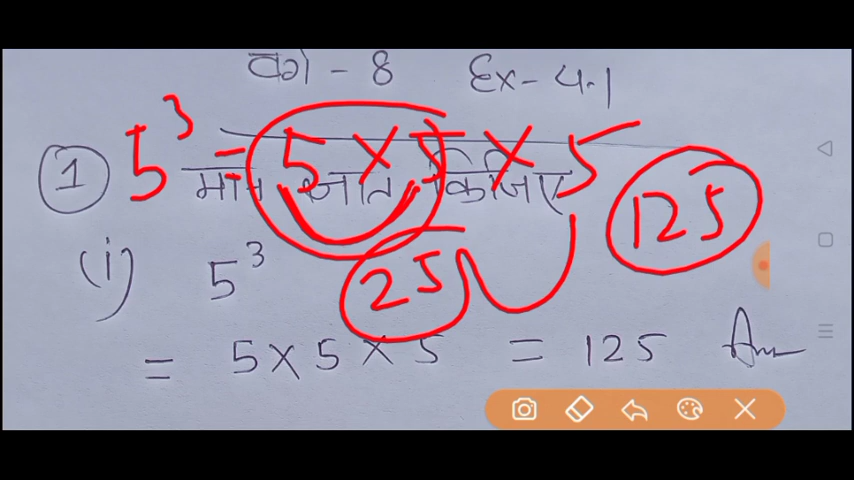 वर्ग - 8 Ex - 4.1
5³ = 5 × 5 × 5
① मान ज्ञात किजिए
125
(i) 5³
25
= 5 × 5 × 5 = 125 Ans